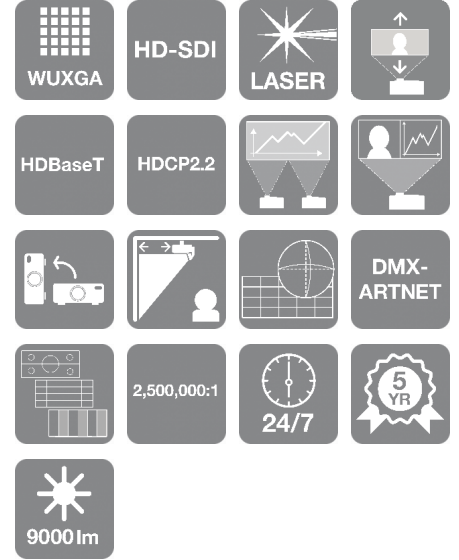 WUXGA
HD-SDI
LASER
HDBaseT
HDCP2.2
DMX-
ARTNET
2,500,000:1
24/7
5
YR
9000 lm